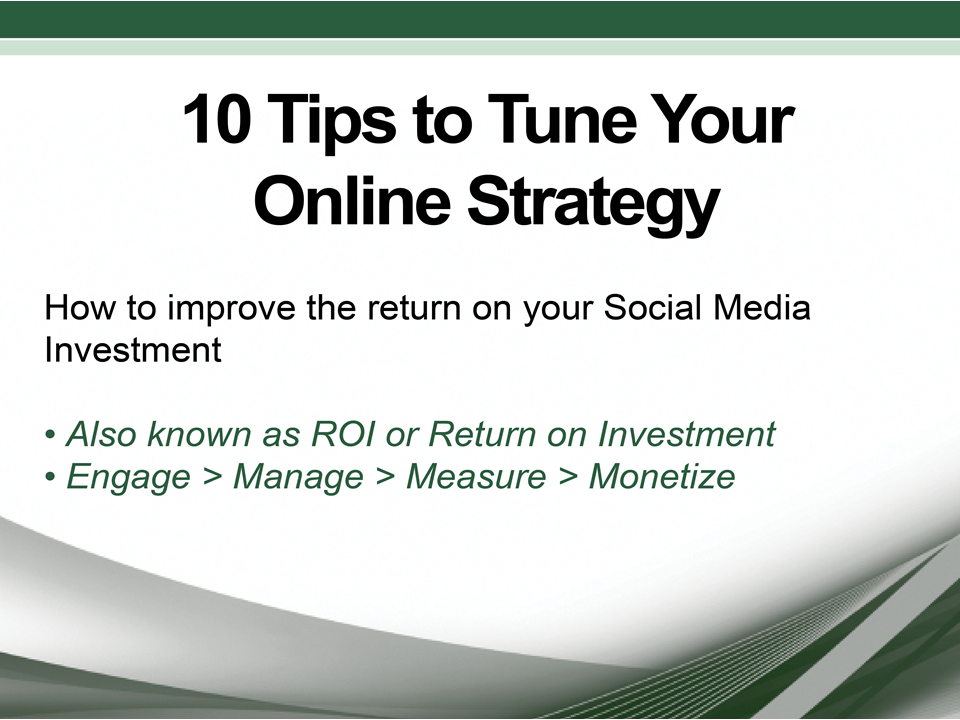 10 Tips to Tune Your
Online Strategy
How to improve the return on your Social Media
Investment
• Also known as ROI or Return on Investment
• Engage > Manage > Measure > Monetize